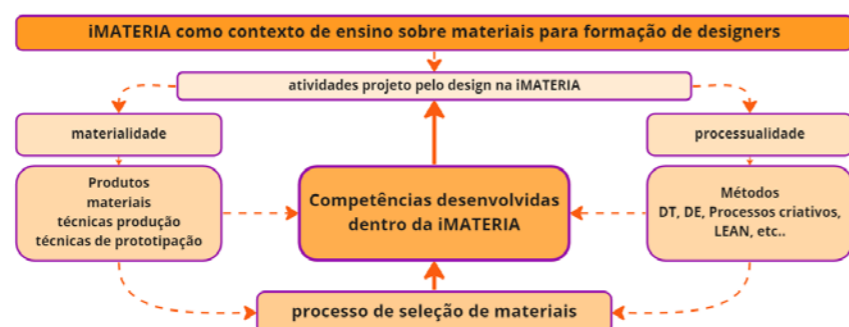 iMATERIA como contexto de ensino sobre materiais para formação de designers
atividades projeto pelo design na iMATERIA
materialidade
processualidade
Produtos
materiais
técnicas produção
técnicas de prototipação
Competências desenvolvidas
dentro da iMATERIA
Métodos
DT, DE, Processos criativos,
LEAN, etc..
processo de seleção de materiais